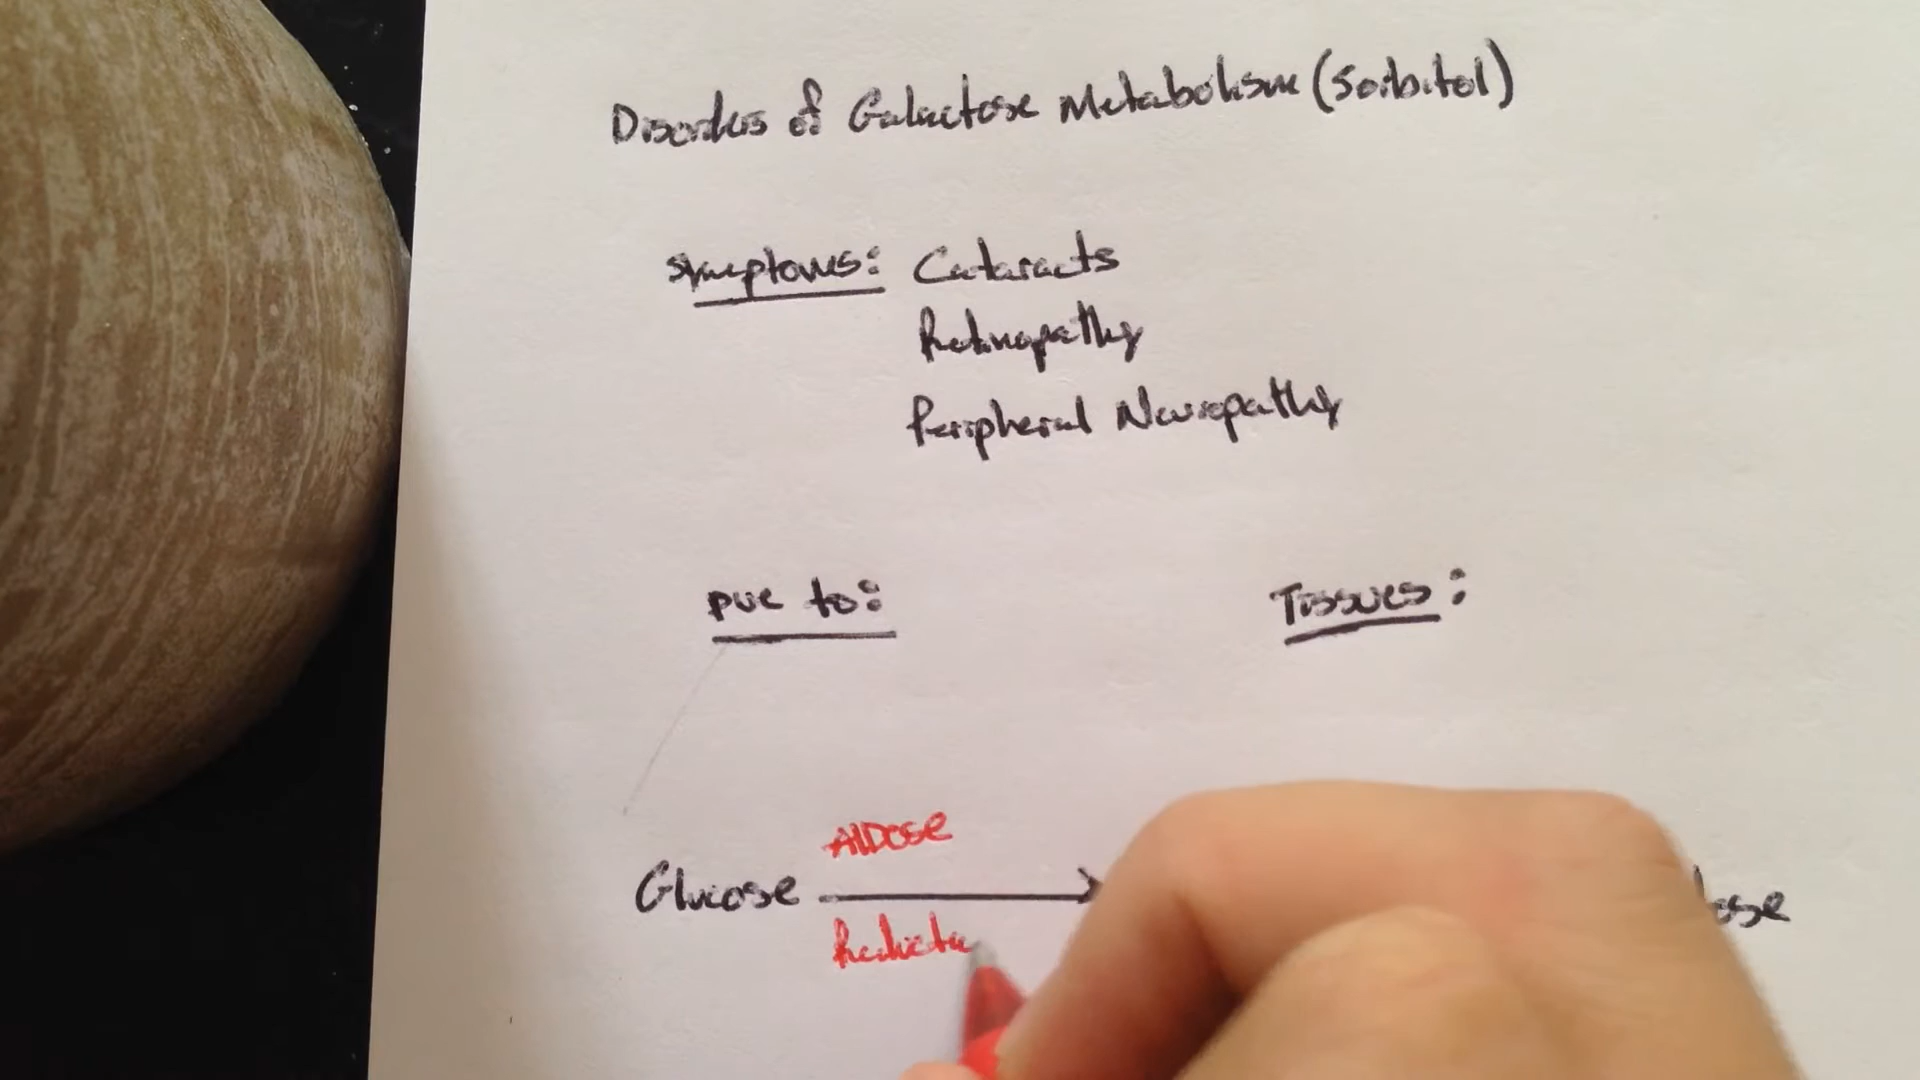 Disorders of Galactose Metabolism (Sorbitol)
Symptoms: Cataracts
Retinopathy
Peripheral Neuropathy
Due to: Tissues:
Aldose
Glucose
Reducta